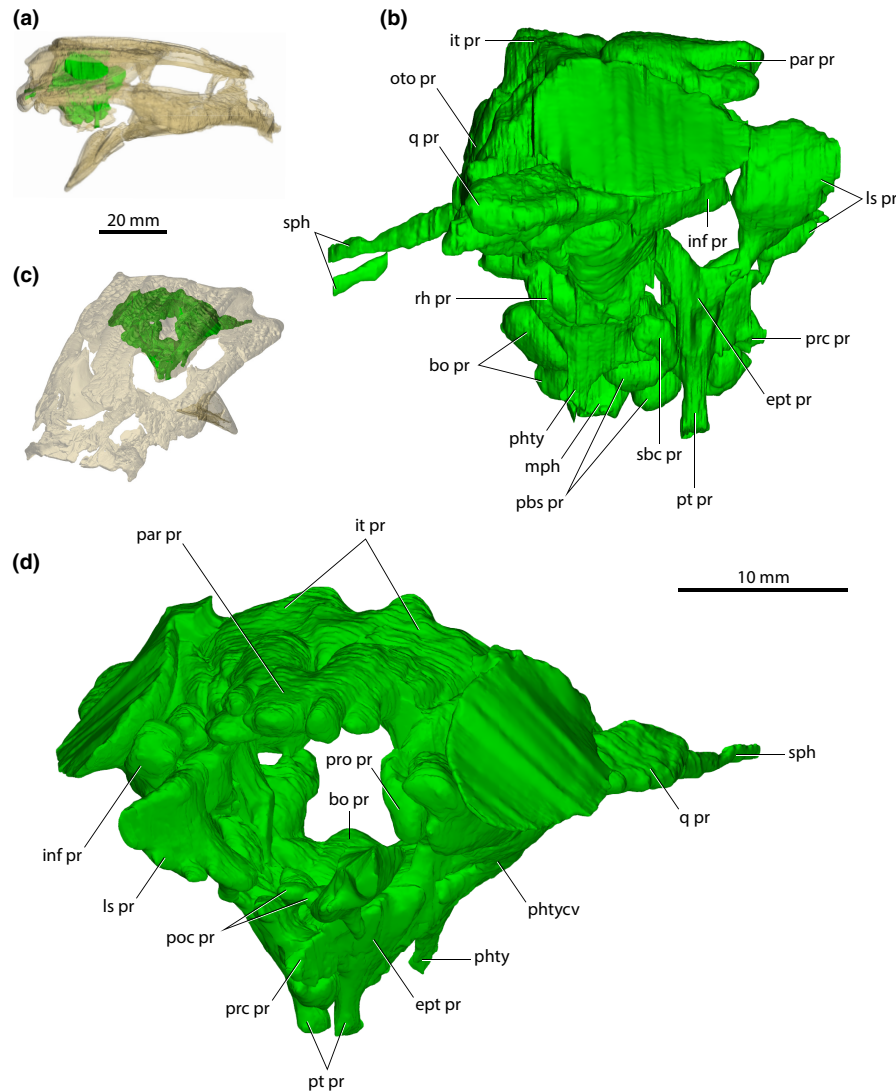 (a)
20 mm
(b)
it pr
par pr
oto pr
q pr
ls pr
sph
inf pr
rh pr
prc pr
bo pr
ept pr
phty
mph
sbc pr
pbs pr
pt pr
(c)
(d)
it pr
par pr
10 mm
pro pr
sph
bo pr
q pr
inf pr
ls pr
phtycv
poc pr
phty
prc pr
ept pr
pt pr